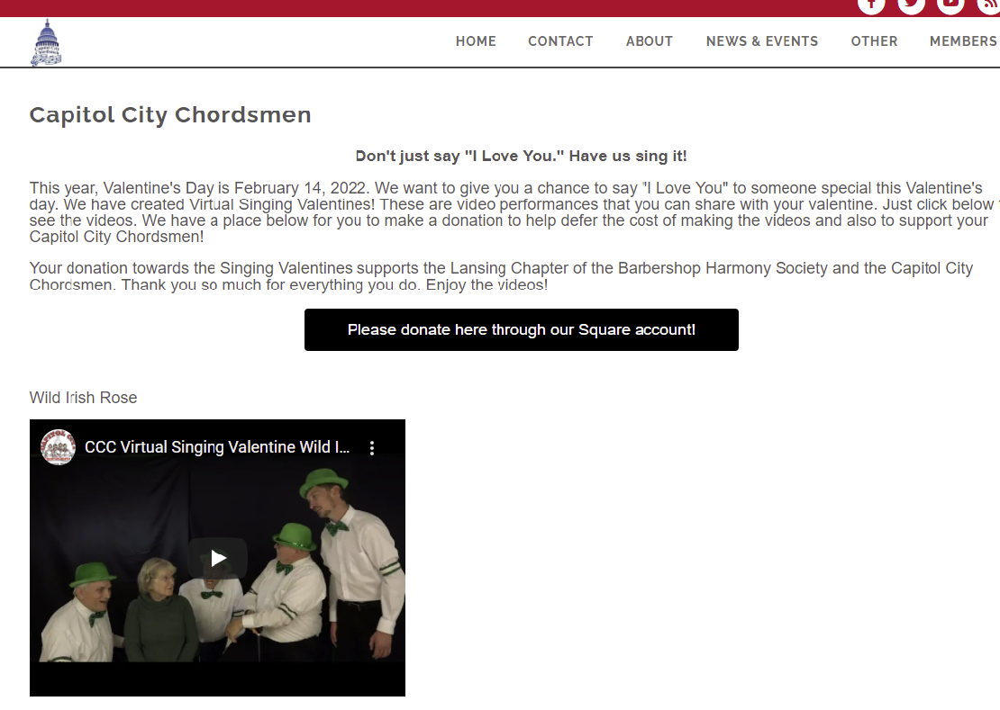 HOME CONTACT ABOUT NEWS & EVENTS OTHER MEMBERS
Capitol City
Chordsmen
Capitol City Chordsmen
Don't just say "I Love You." Have us sing it!
This year, Valentine's Day is February 14, 2022. We want to give you a chance to say "I Love You" to someone special this Valentine's
day. We have created Virtual Singing Valentines! These are video performances that you can share with your valentine. Just click below
see the videos. We have a place below for you to make a donation to help defer the cost of making the videos and also to support your
Capitol City Chordsmen!
Your donation towards the Singing Valentines supports the Lansing Chapter of the Barbershop Harmony Society and the Capitol City
Chordsmen. Thank you so much for everything you do. Enjoy the videos!
Please donate here through our Square account!
Wild Irish Rose
CAPITOL CITY
CCC Virtual Singing Valentine Wild I...